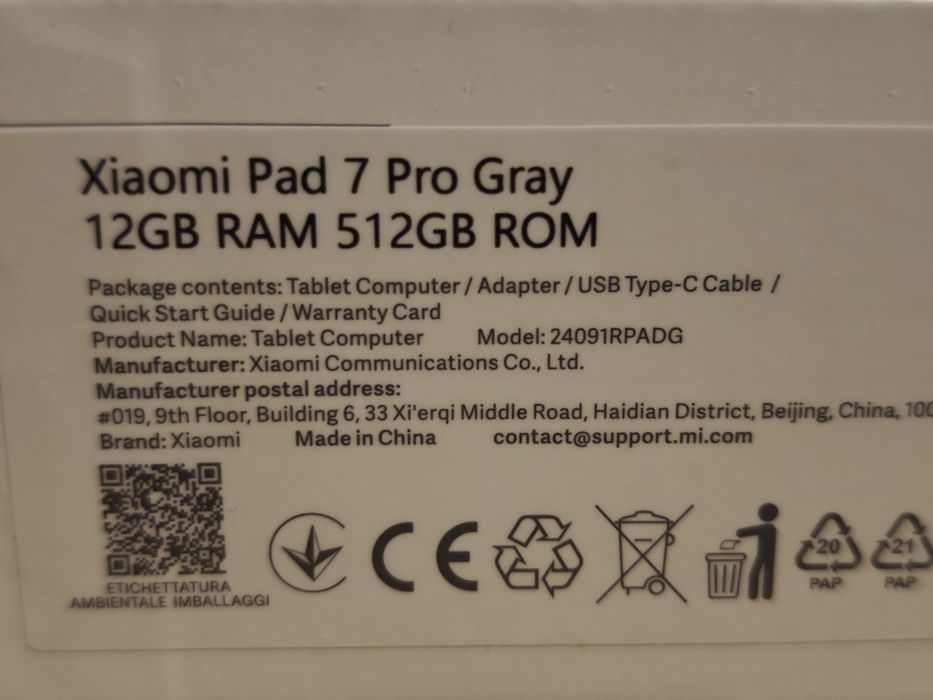 Xiaomi Pad 7 Pro Gray
12GB RAM 512GB ROM
Package contents: Tablet Computer / Adapter / USB Type-C Cable /
Quick Start Guide / Warranty Card
Product Name: Tablet Computer Model: 24091RPADG
Manufacturer: Xiaomi Communications Co., Ltd.
Manufacturer postal address:
#019, 9th Floor, Building 6, 33 Xi'erqi Middle Road, Haidian District, Beijing, China, 100
Brand: Xiaomi Made in China contact@support.mi.com
ETICHETTATURA
AMBIENTALE IMBALLAGGI
CE
20
PAP
21
PAP